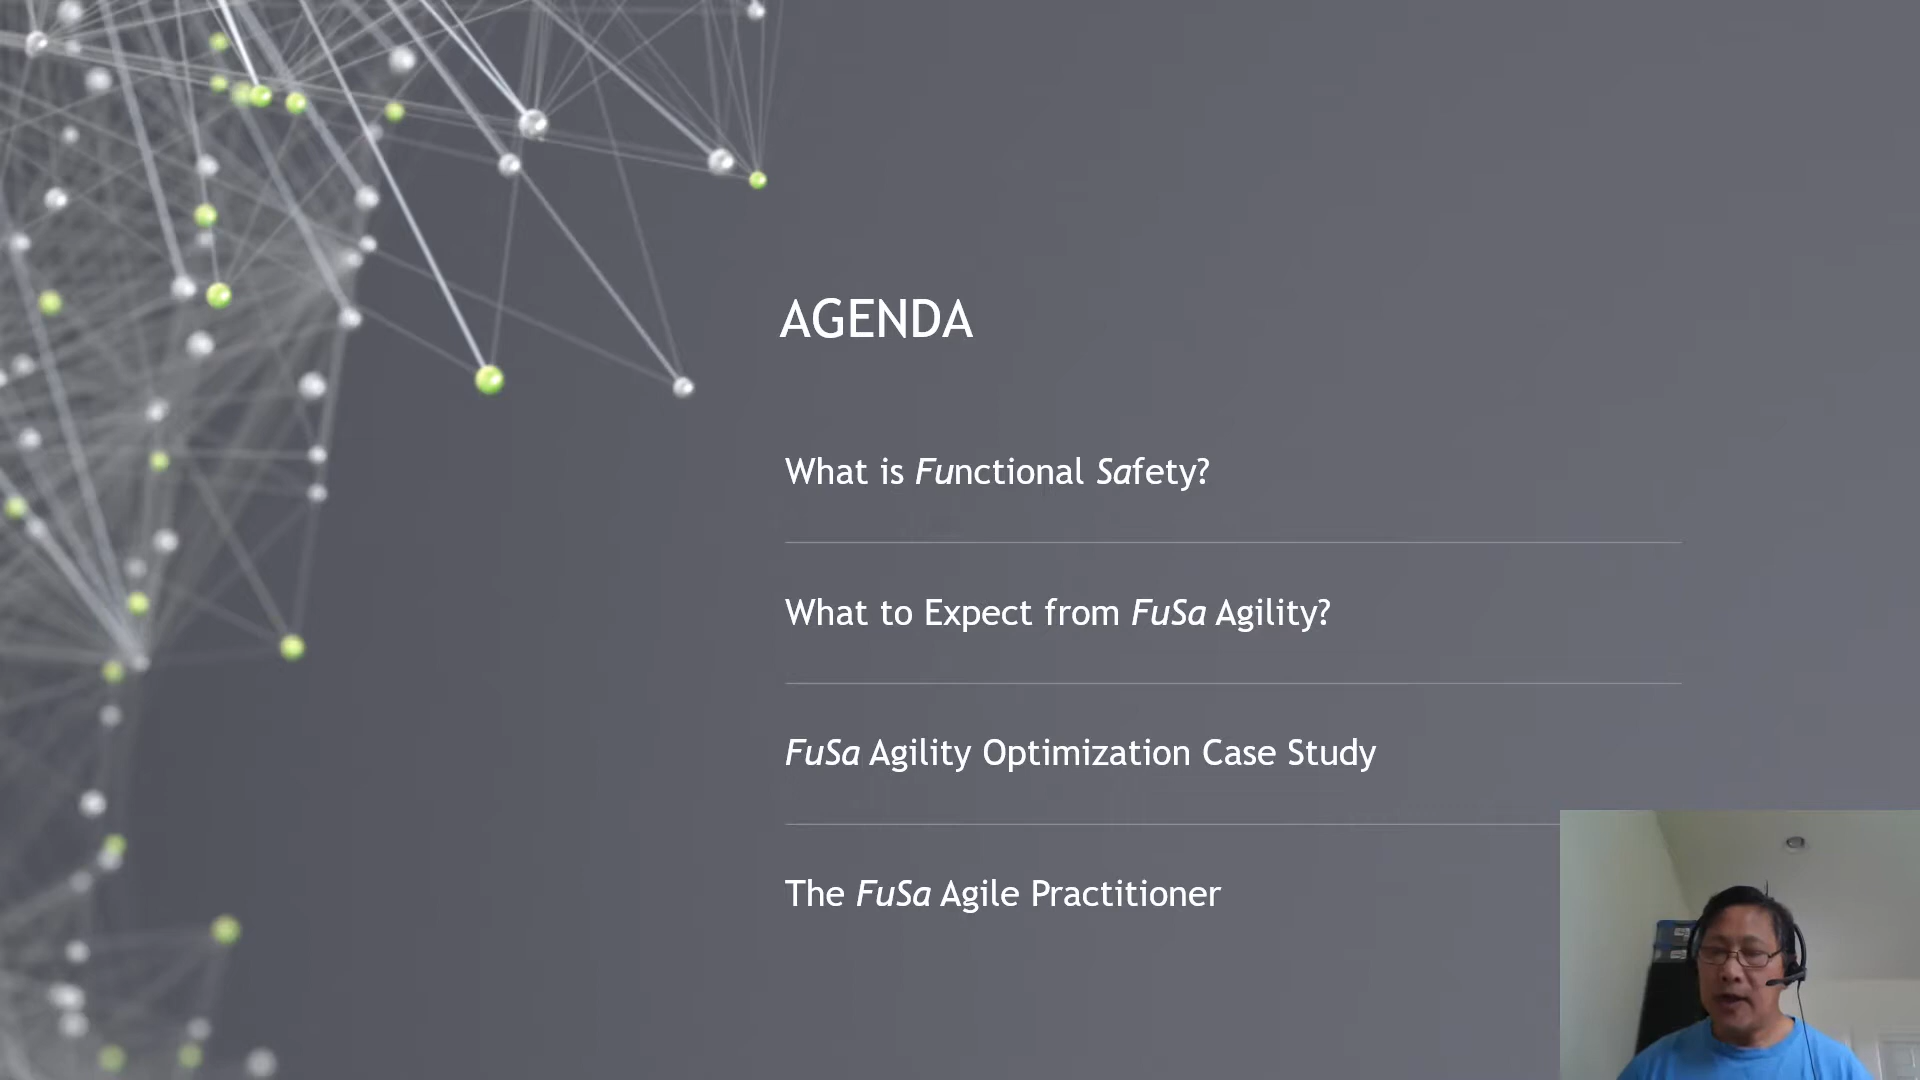 AGENDA
What is Functional Safety?
What to Expect from FuSa Agility?
FuSa Agility Optimization Case Study
The FuSa Agile Practitioner